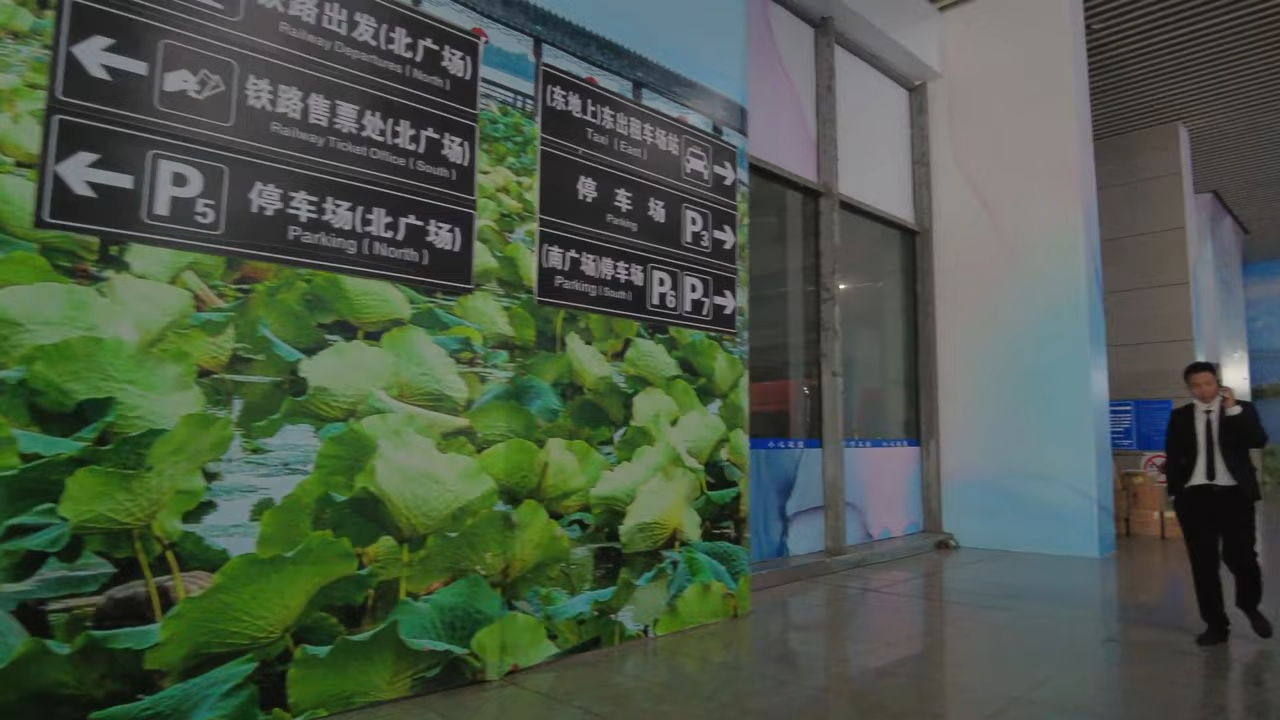 铁路出发(北广场)
Railway Departures (North)
铁路售票处(北广场)
Railway Ticket Office (South)
P5 停车场(北广场)
Parking (North)
(东地上)东出租车场站
Taxi (East)
停车场 P3
Parking
(南广场)停车场 P6 P7
Parking (South)